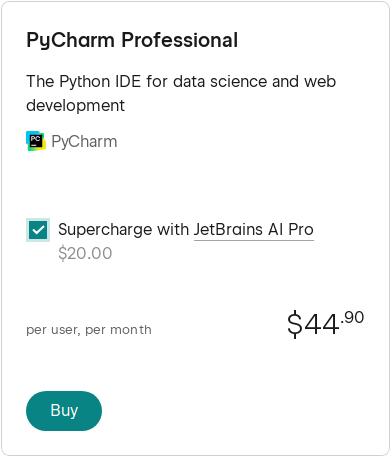 PyCharm Professional
The Python IDE for data science and web
development
PC
PyCharm
Supercharge with JetBrains AI Pro
$20.00
per user, per month
$44.90
Buy